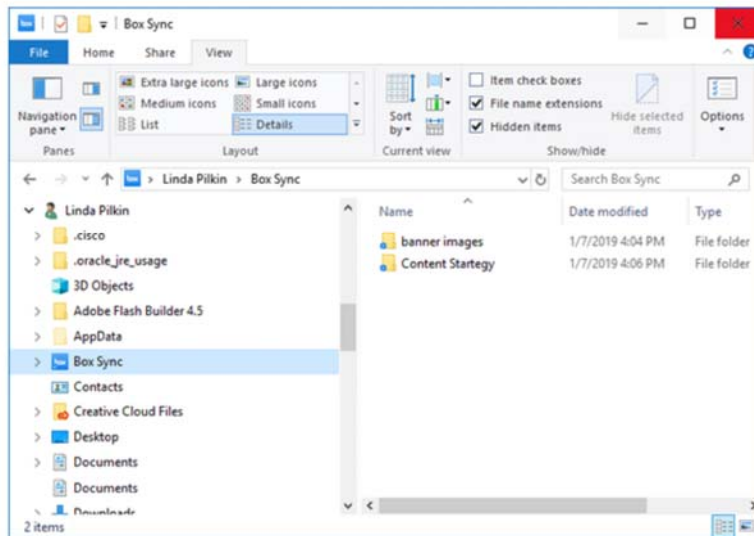 Box Sync
File Home Share View
Navigation pane
Extra large icons Large icons
Medium icons Small icons
List Details
Sort by
Item check boxes
File name extensions
Hidden items
Hide selected items
Options
Panes Layout Current view Show/hide
Linda Pilkin > Box Sync
Search Box Sync
Linda Pilkin
.cisco
.oracle_jre_usage
3D Objects
Adobe Flash Builder 4.5
AppData
Box Sync
Contacts
Creative Cloud Files
Desktop
Documents
Documents
Downloads
Name Date modified Type
banner images 1/7/2019 4:04 PM File folder
Content Startegy 1/7/2019 4:06 PM File folder
2 items